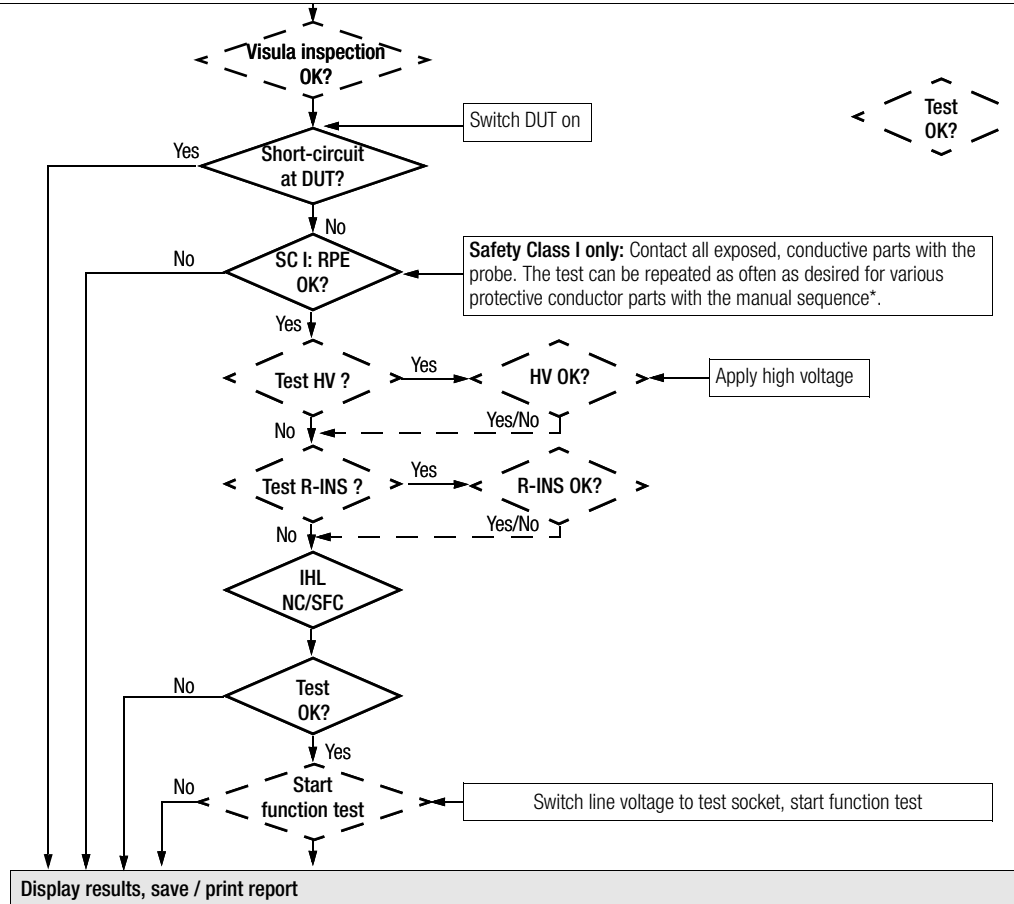 Visula inspection
OK?
Switch DUT on
Test
OK?
Yes
Short-circuit
at DUT?
No
No
SC I: RPE
OK?
Safety Class I only: Contact all exposed, conductive parts with the
probe. The test can be repeated as often as desired for various
protective conductor parts with the manual sequence*.
Yes
Test HV ?
Yes
HV OK?
Apply high voltage
Yes/No
No
Test R-INS ?
Yes
R-INS OK?
Yes/No
No
IHL
NC/SFC
No
Test
OK?
Yes
No
Start
function test
Switch line voltage to test socket, start function test
Display results, save / print report